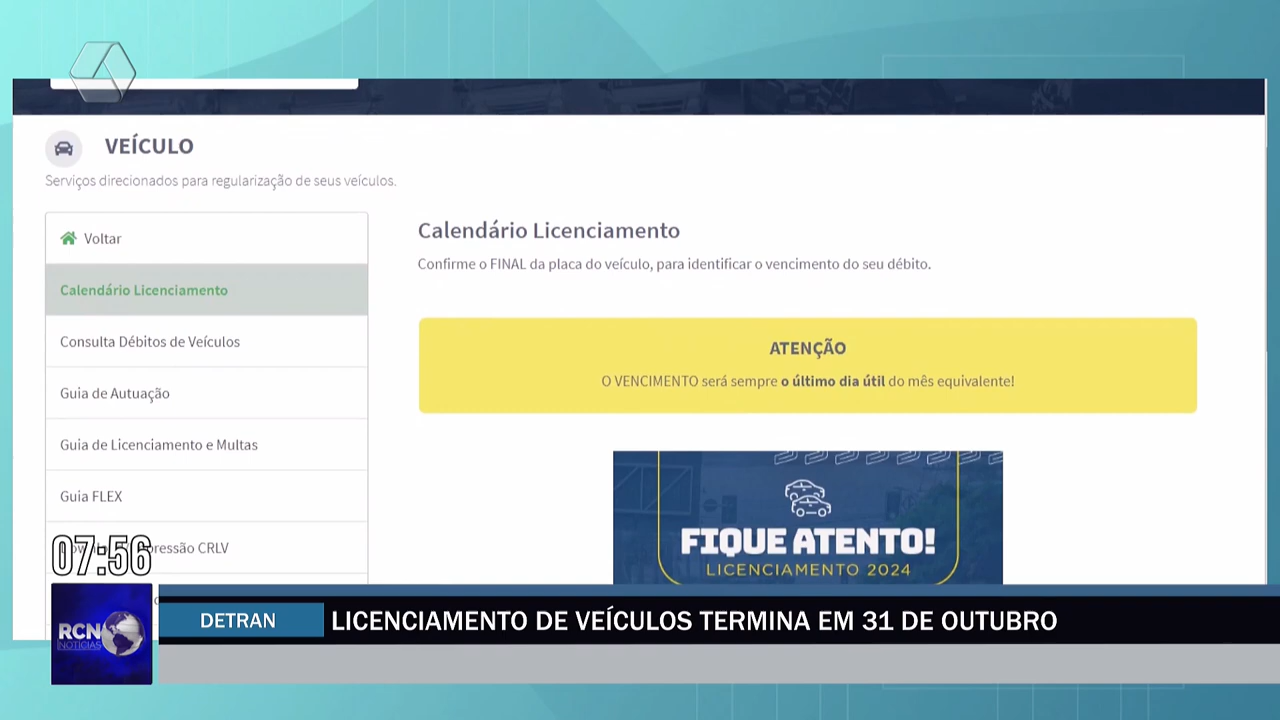 VEÍCULO
Serviços direcionados para regularização de seus veículos.
Voltar
Calendário Licenciamento
Consulta Débitos de Veículos
Guia de Autuação
Guia de Licenciamento e Multas
Guia FLEX
CRLV
Calendário Licenciamento
Confirme o FINAL da placa do veículo, para identificar o vencimento do seu débito.
ATENÇÃO
O VENCIMENTO será sempre o último dia útil do mês equivalente!
FIQUE ATENTO!
LICENCIAMENTO 2024
07:56
RCN
NOTÍCIAS
DETRAN
LICENCIAMENTO DE VEÍCULOS TERMINA EM 31 DE OUTUBRO